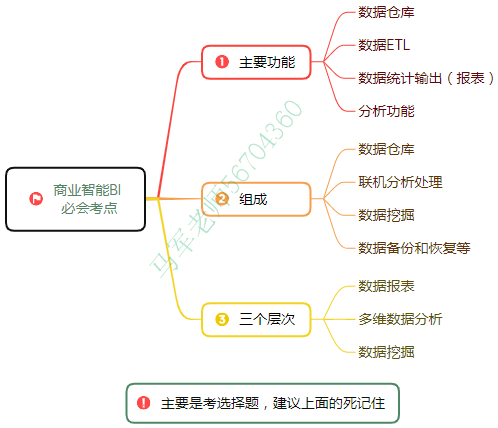 商业智能BI
必会考点
1 主要功能
数据仓库
数据ETL
数据统计输出（报表）
分析功能
2 组成
数据仓库
联机分析处理
数据挖掘
数据备份和恢复等
3 三个层次
数据报表
多维数据分析
数据挖掘
主要是考选择题，建议上面的死记住